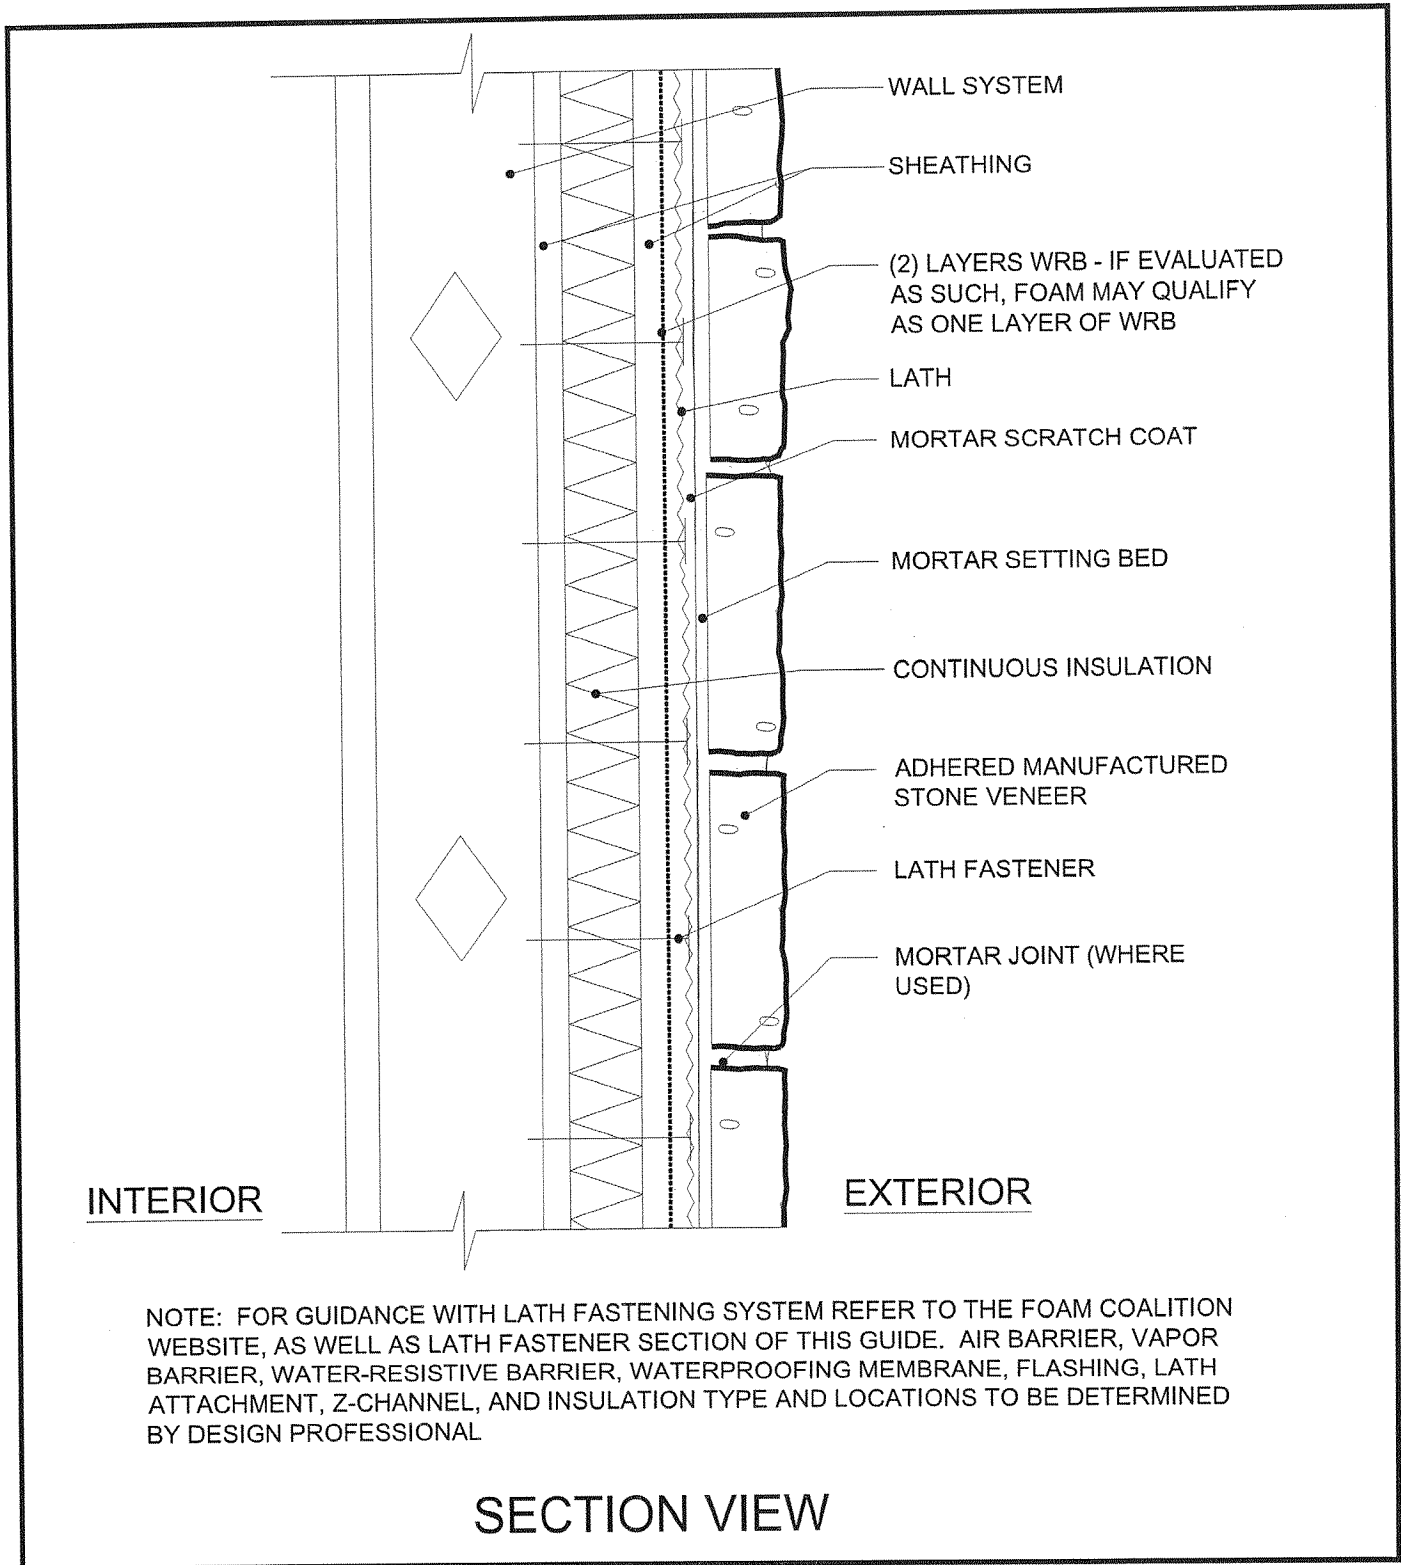 WALL SYSTEM
SHEATHING
(2) LAYERS WRB - IF EVALUATED
AS SUCH, FOAM MAY QUALIFY
AS ONE LAYER OF WRB
LATH
MORTAR SCRATCH COAT
MORTAR SETTING BED
CONTINUOUS INSULATION
ADHERED MANUFACTURED
STONE VENEER
LATH FASTENER
MORTAR JOINT (WHERE
USED)
INTERIOR
EXTERIOR
NOTE: FOR GUIDANCE WITH LATH FASTENING SYSTEM REFER TO THE FOAM COALITION
WEBSITE, AS WELL AS LATH FASTENER SECTION OF THIS GUIDE. AIR BARRIER, VAPOR
BARRIER, WATER-RESISTIVE BARRIER, WATERPROOFING MEMBRANE, FLASHING, LATH
ATTACHMENT, Z-CHANNEL, AND INSULATION TYPE AND LOCATIONS TO BE DETERMINED
BY DESIGN PROFESSIONAL
SECTION VIEW